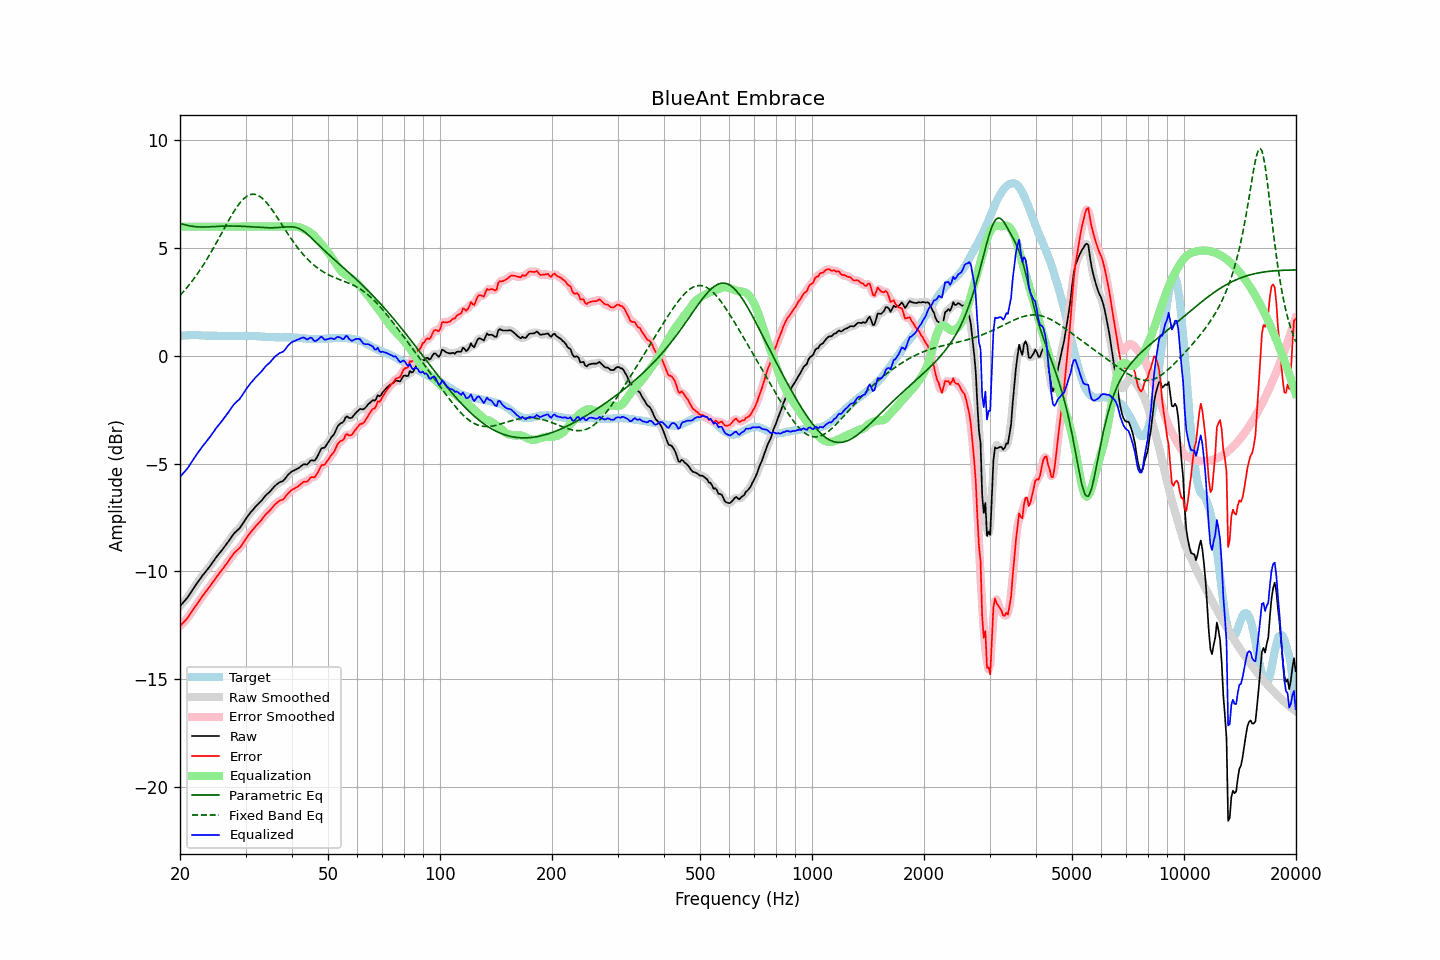 BlueAnt Embrace
Amplitude (dBr)
10
5
0
−5
−10
−15
−20
Target
Raw Smoothed
Error Smoothed
Raw
Error
Equalization
Parametric Eq
Fixed Band Eq
Equalized
20
50
100
200
500
1000
2000
5000
10000
20000
Frequency (Hz)